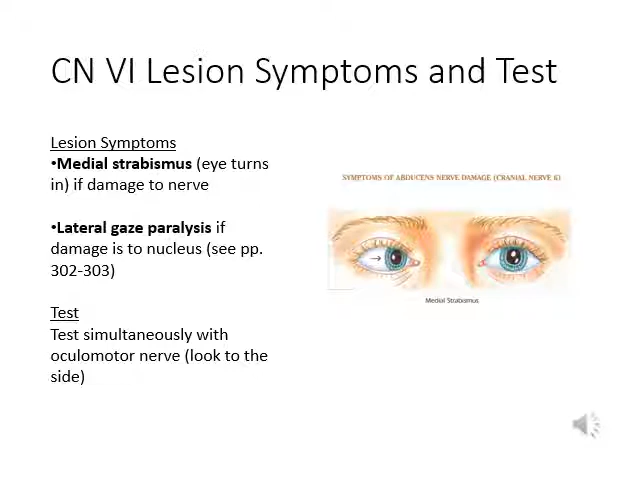 CN VI Lesion Symptoms and Test
Lesion Symptoms
•Medial strabismus (eye turns
in) if damage to nerve
•Lateral gaze paralysis if
damage is to nucleus (see pp.
302-303)
Test
Test simultaneously with
oculomotor nerve (look to the
side)
SYMPTOMS OF ABDUCENS NERVE DAMAGE (CRANIAL NERVE 6)
Medial Strabismus